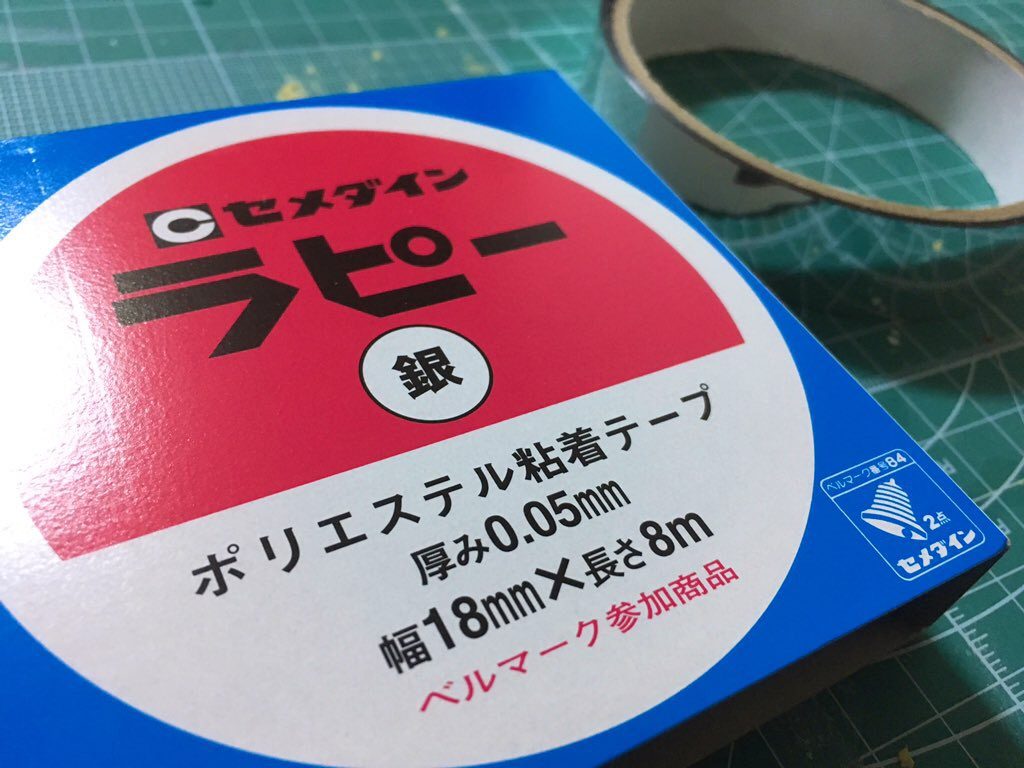 C セメダイン
ラピー
銀
ポリエステル粘着テープ
厚み0.05mm
幅18mm×長さ8m
ベルマーク参加商品
ベルマーク番号84
2点
セメダイン